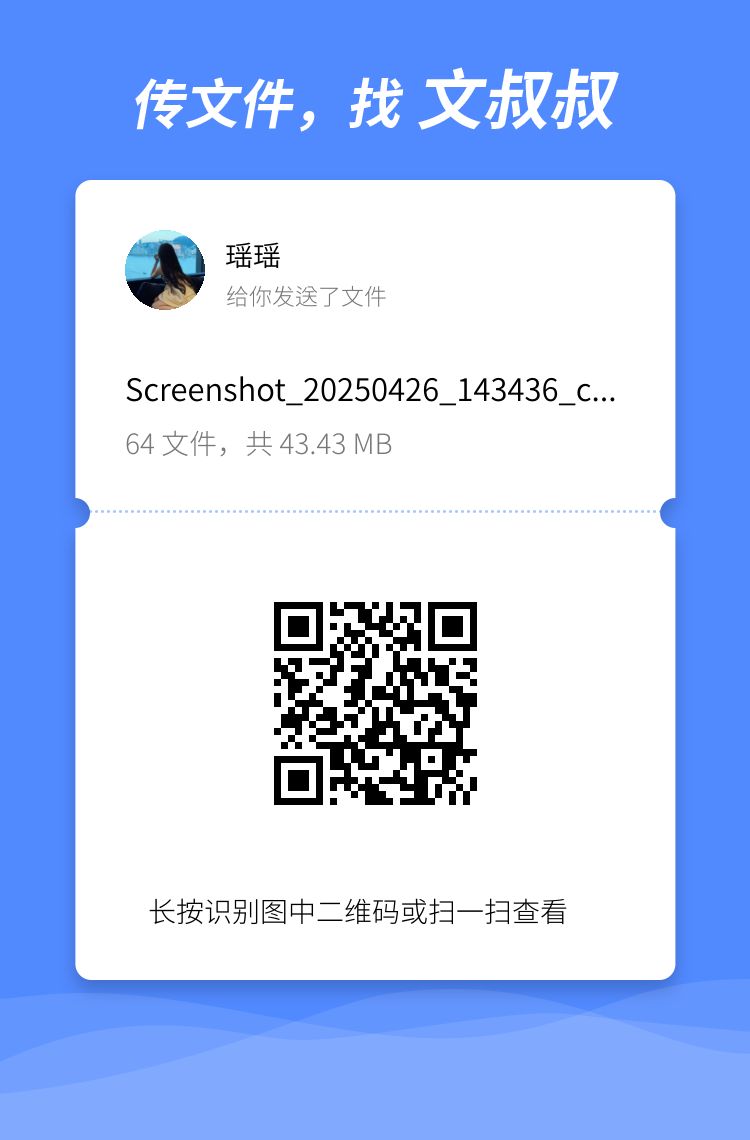 传文件，找 文叔叔
瑶瑶
给你发送了文件
Screenshot_20250426_143436_c...
64 文件，共 43.43 MB
长按识别图中二维码或扫一扫查看